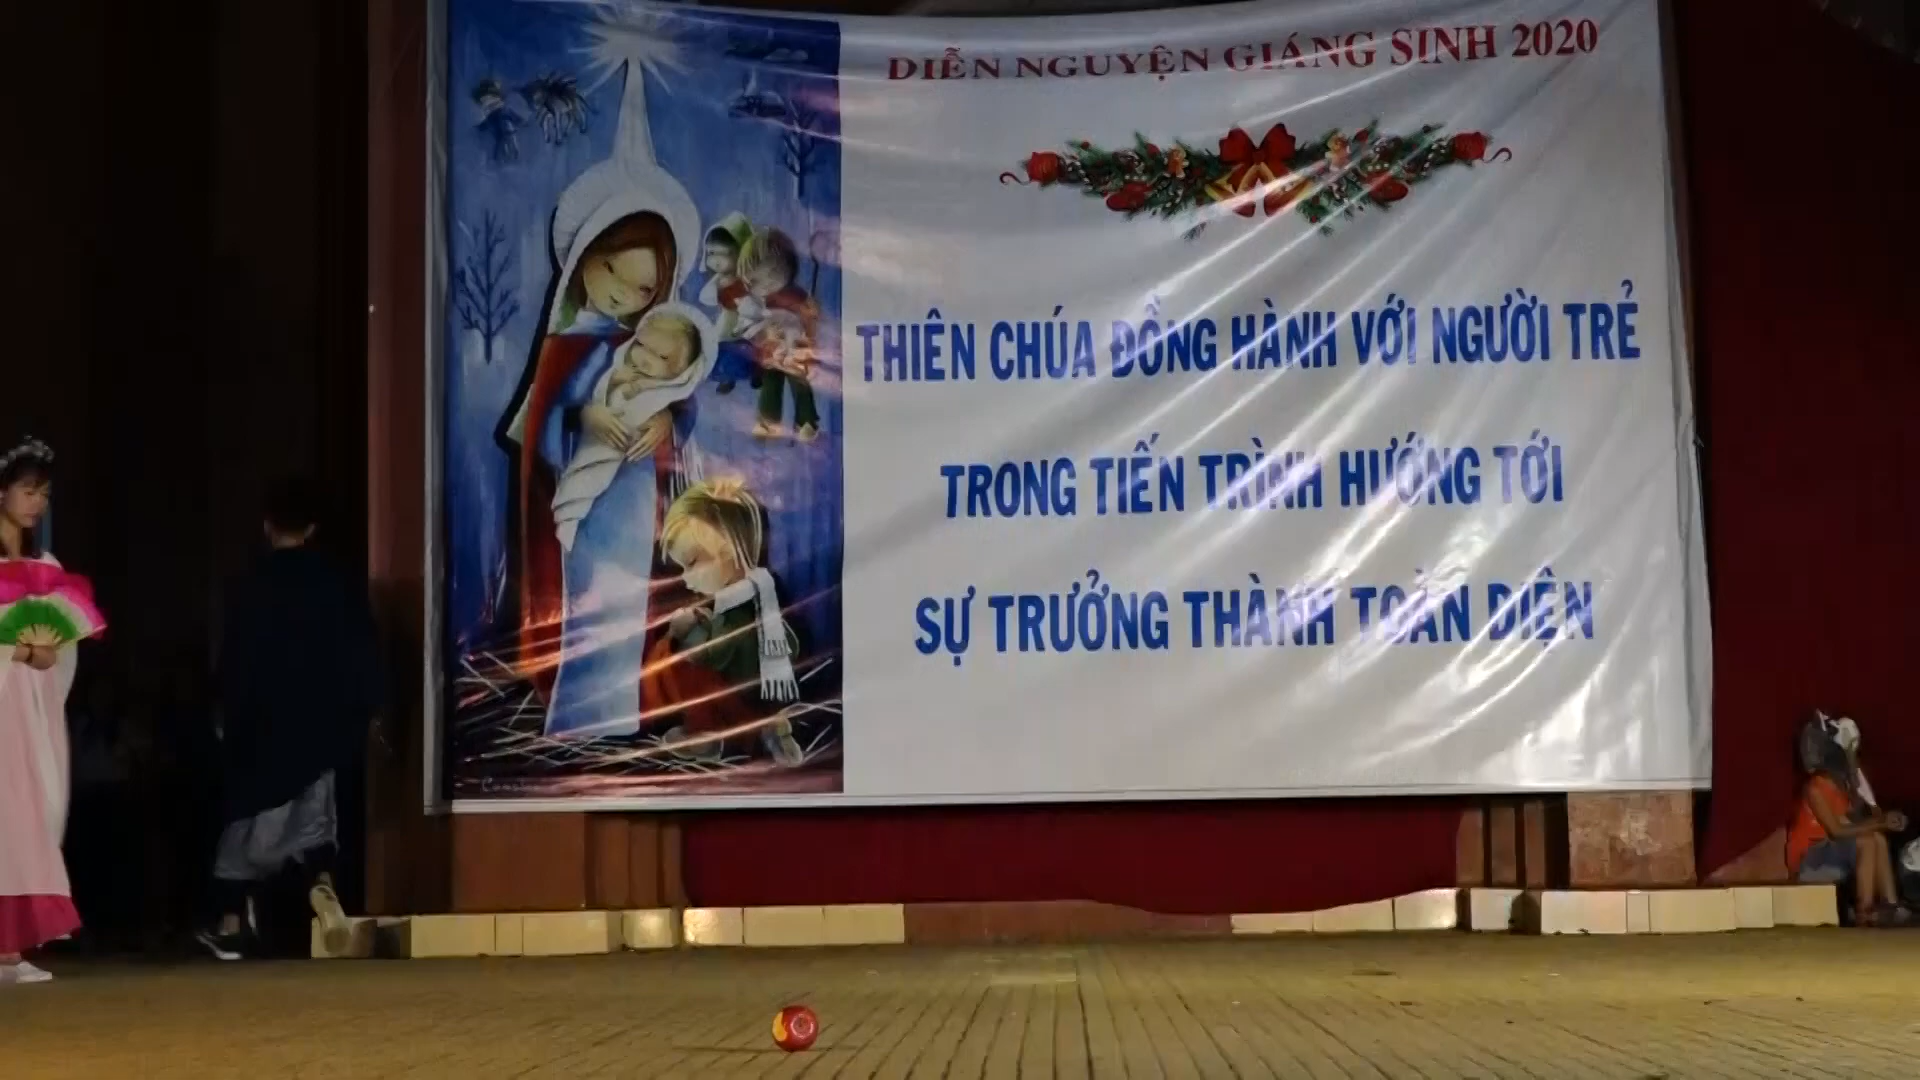 DIỄN NGUYỆN GIÁNG SINH 2020
THIÊN CHÚA ĐỒNG HÀNH VỚI NGƯỜI TRẺ
TRONG TIẾN TRÌNH HƯỚNG TỚI
SỰ TRƯỞNG THÀNH TOÀN DIỆN